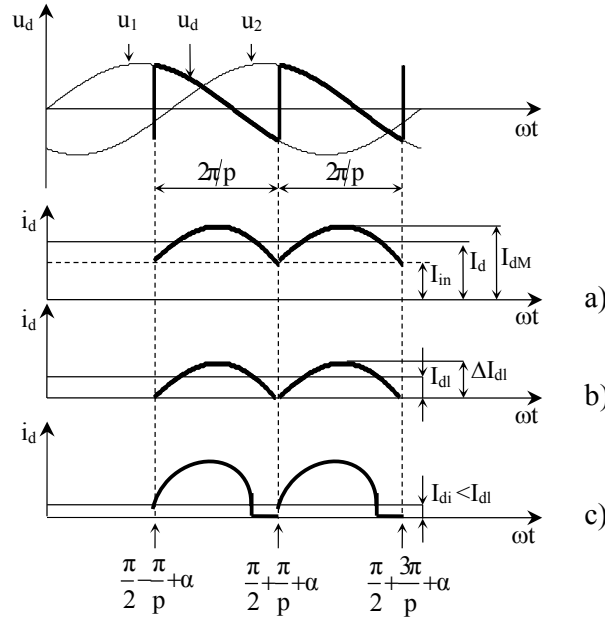 u_d u_1 u_d u_2
ωt
2π/p 2π/p
i_d
I_in I_d I_dM
a)
ωt
i_d
I_dl ΔI_dl
b)
ωt
i_d
I_di <I_dl
c)
ωt
π/2 − π/p + α π/2 + π/p + α π/2 + 3π/p + α